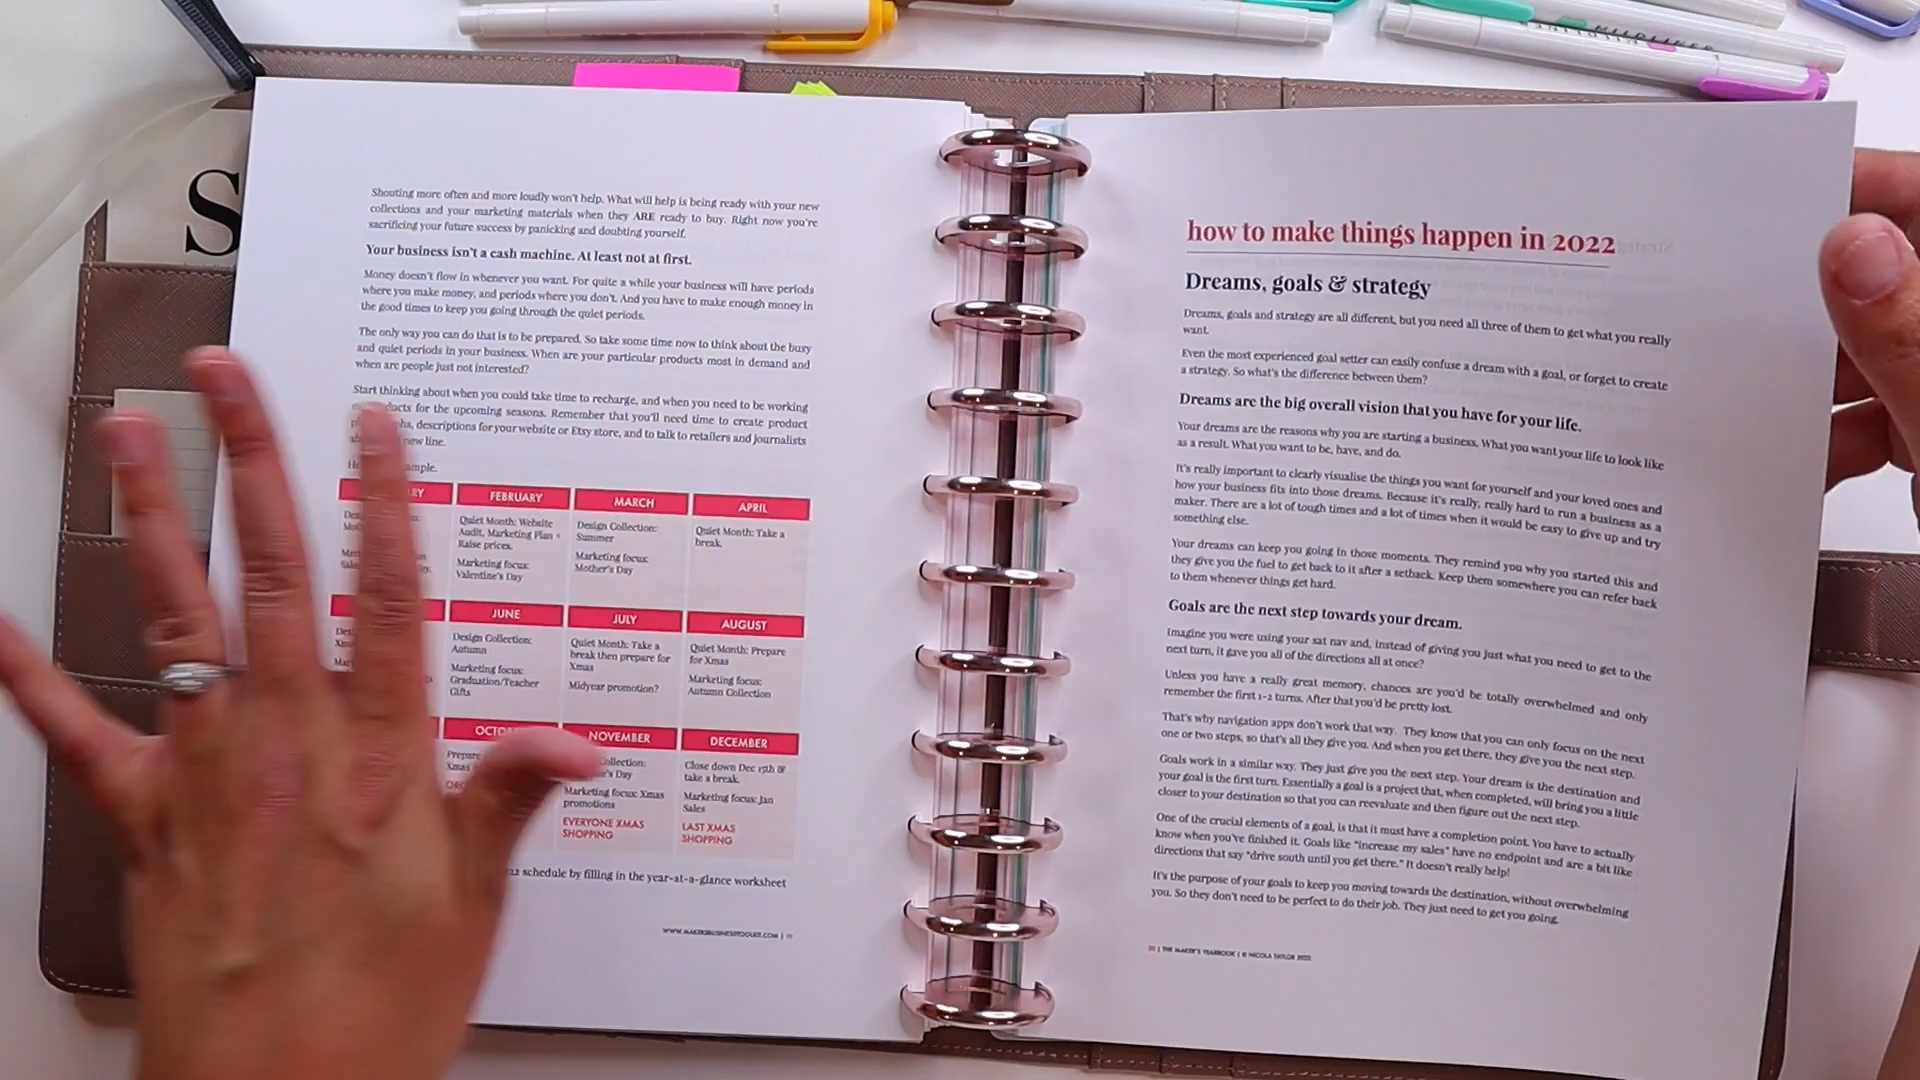 S
Shouting more often and more loudly won't help. What will help is being ready with your new
collections and your marketing materials when they ARE ready to buy. Right now you're
sacrificing your future success by panicking and doubting yourself.
Your business isn't a cash machine. At least not at first.
Money doesn't flow in whenever you want. For quite a while your business will have periods
where you make money, and periods where you don't. And you have to make enough money in
the good times to keep you going through the quiet periods.
The only way you can do that is to be prepared. So take some time now to think about the busy
and quiet periods in your business. When are your particular products most in demand and
when are people just not interested?
Start thinking about when you could take time to recharge, and when you need to be working
for the upcoming seasons. Remember that you'll need time to create product
descriptions for your website or Etsy store, and to talk to retailers and journalists
new line.
FEBRUARY
Quiet Month: Website
Audit, Marketing Plan +
Raise prices.
Marketing focus:
Valentine's Day
MARCH
Design Collection:
Summer
Marketing focus:
Mother's Day
APRIL
Quiet Month: Take a
break.
JUNE
Design Collection:
Autumn
Marketing focus:
Graduation/Teacher
Gifts
JULY
Quiet Month: Take a
break then prepare for
Xmas
Midyear promotion?
AUGUST
Quiet Month: Prepare
for Xmas
Marketing focus:
Autumn Collection
Prepare
Xmas
NOVEMBER
Day
Marketing focus: Xmas
promotions
EVERYONE XMAS
SHOPPING
DECEMBER
Close down Dec 15th &
take a break.
Marketing focus: Jan
Sales
LAST XMAS
SHOPPING
schedule by filling in the year-at-a-glance worksheet
WWW.MAKERSBUSINESSTOOLKIT.COM | 19
how to make things happen in 2022
Dreams, goals & strategy
Dreams, goals and strategy are all different, but you need all three of them to get what you really
want.
Even the most experienced goal setter can easily confuse a dream with a goal, or forget to create
a strategy. So what's the difference between them?
Dreams are the big overall vision that you have for your life.
Your dreams are the reasons why you are starting a business. What you want your life to look like
as a result. What you want to be, have, and do.
It's really important to clearly visualise the things you want for yourself and your loved ones and
how your business fits into those dreams. Because it's really, really hard to run a business as a
maker. There are a lot of tough times and a lot of times when it would be easy to give up and try
something else.
Your dreams can keep you going in those moments. They remind you why you started this and
they give you the fuel to get back to it after a setback. Keep them somewhere you can refer back
to them whenever things get hard.
Goals are the next step towards your dream.
Imagine you were using your sat nav and, instead of giving you just what you need to get to the
next turn, it gave you all of the directions all at once?
Unless you have a really great memory, chances are you'd be totally overwhelmed and only
remember the first 1-2 turns. After that you'd be pretty lost.
That's why navigation apps don't work that way. They know that you can only focus on the next
one or two steps, so that's all they give you. And when you get there, they give you the next step.
Goals work in a similar way. They just give you the next step. Your dream is the destination and
your goal is the first turn. Essentially a goal is a project that, when completed, will bring you a little
closer to your destination so that you can reevaluate and then figure out the next step.
One of the crucial elements of a goal, is that it must have a completion point. You have to actually
know when you've finished it. Goals like "increase my sales" have no endpoint and are a bit like
directions that say "drive south until you get there." It doesn't really help!
It's the purpose of your goals to keep you moving towards the destination, without overwhelming
you. So they don't need to be perfect to do their job. They just need to get you going.
20 | THE MAKER'S YEARBOOK | © NICOLA TAYLOR 2022